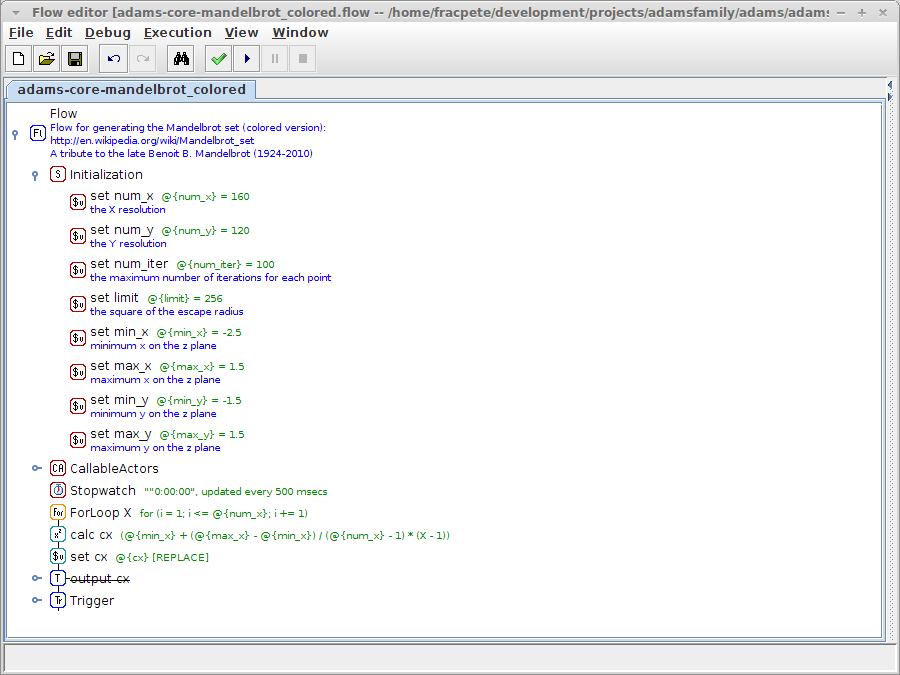 Flow editor [adams-core-mandelbrot_colored.flow -- /home/fracpete/development/projects/adamsfamily/adams/adams
File Edit Debug Execution View Window
adams-core-mandelbrot_colored
Flow
Fl Flow for generating the Mandelbrot set (colored version):
http://en.wikipedia.org/wiki/Mandelbrot_set
A tribute to the late Benoit B. Mandelbrot (1924-2010)
S Initialization
$υ set num_x @{num_x} = 160
the X resolution
$υ set num_y @{num_y} = 120
the Y resolution
$υ set num_iter @{num_iter} = 100
the maximum number of iterations for each point
$υ set limit @{limit} = 256
the square of the escape radius
$υ set min_x @{min_x} = -2.5
minimum x on the z plane
$υ set max_x @{max_x} = 1.5
maximum x on the z plane
$υ set min_y @{min_y} = -1.5
minimum y on the z plane
$υ set max_y @{max_y} = 1.5
maximum y on the z plane
CA CallableActors
Stopwatch ""0:00:00", updated every 500 msecs
For ForLoop X for (i = 1; i <= @{num_x}; i += 1)
x² calc cx (@{min_x} + (@{max_x} - @{min_x}) / (@{num_x} - 1) * (X - 1))
$υ set cx @{cx} [REPLACE]
T output cx
Tr Trigger